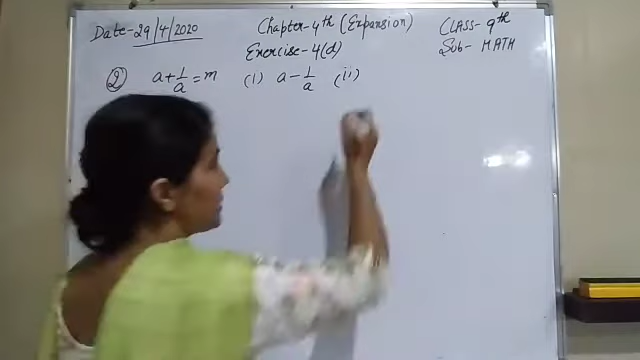 Date-29/4/2020 Chapter-4th (Expansion) CLASS-9th
Exercise-4(d) Sub- MATH
(2) a+1/a=m (i) a-1/a (ii)